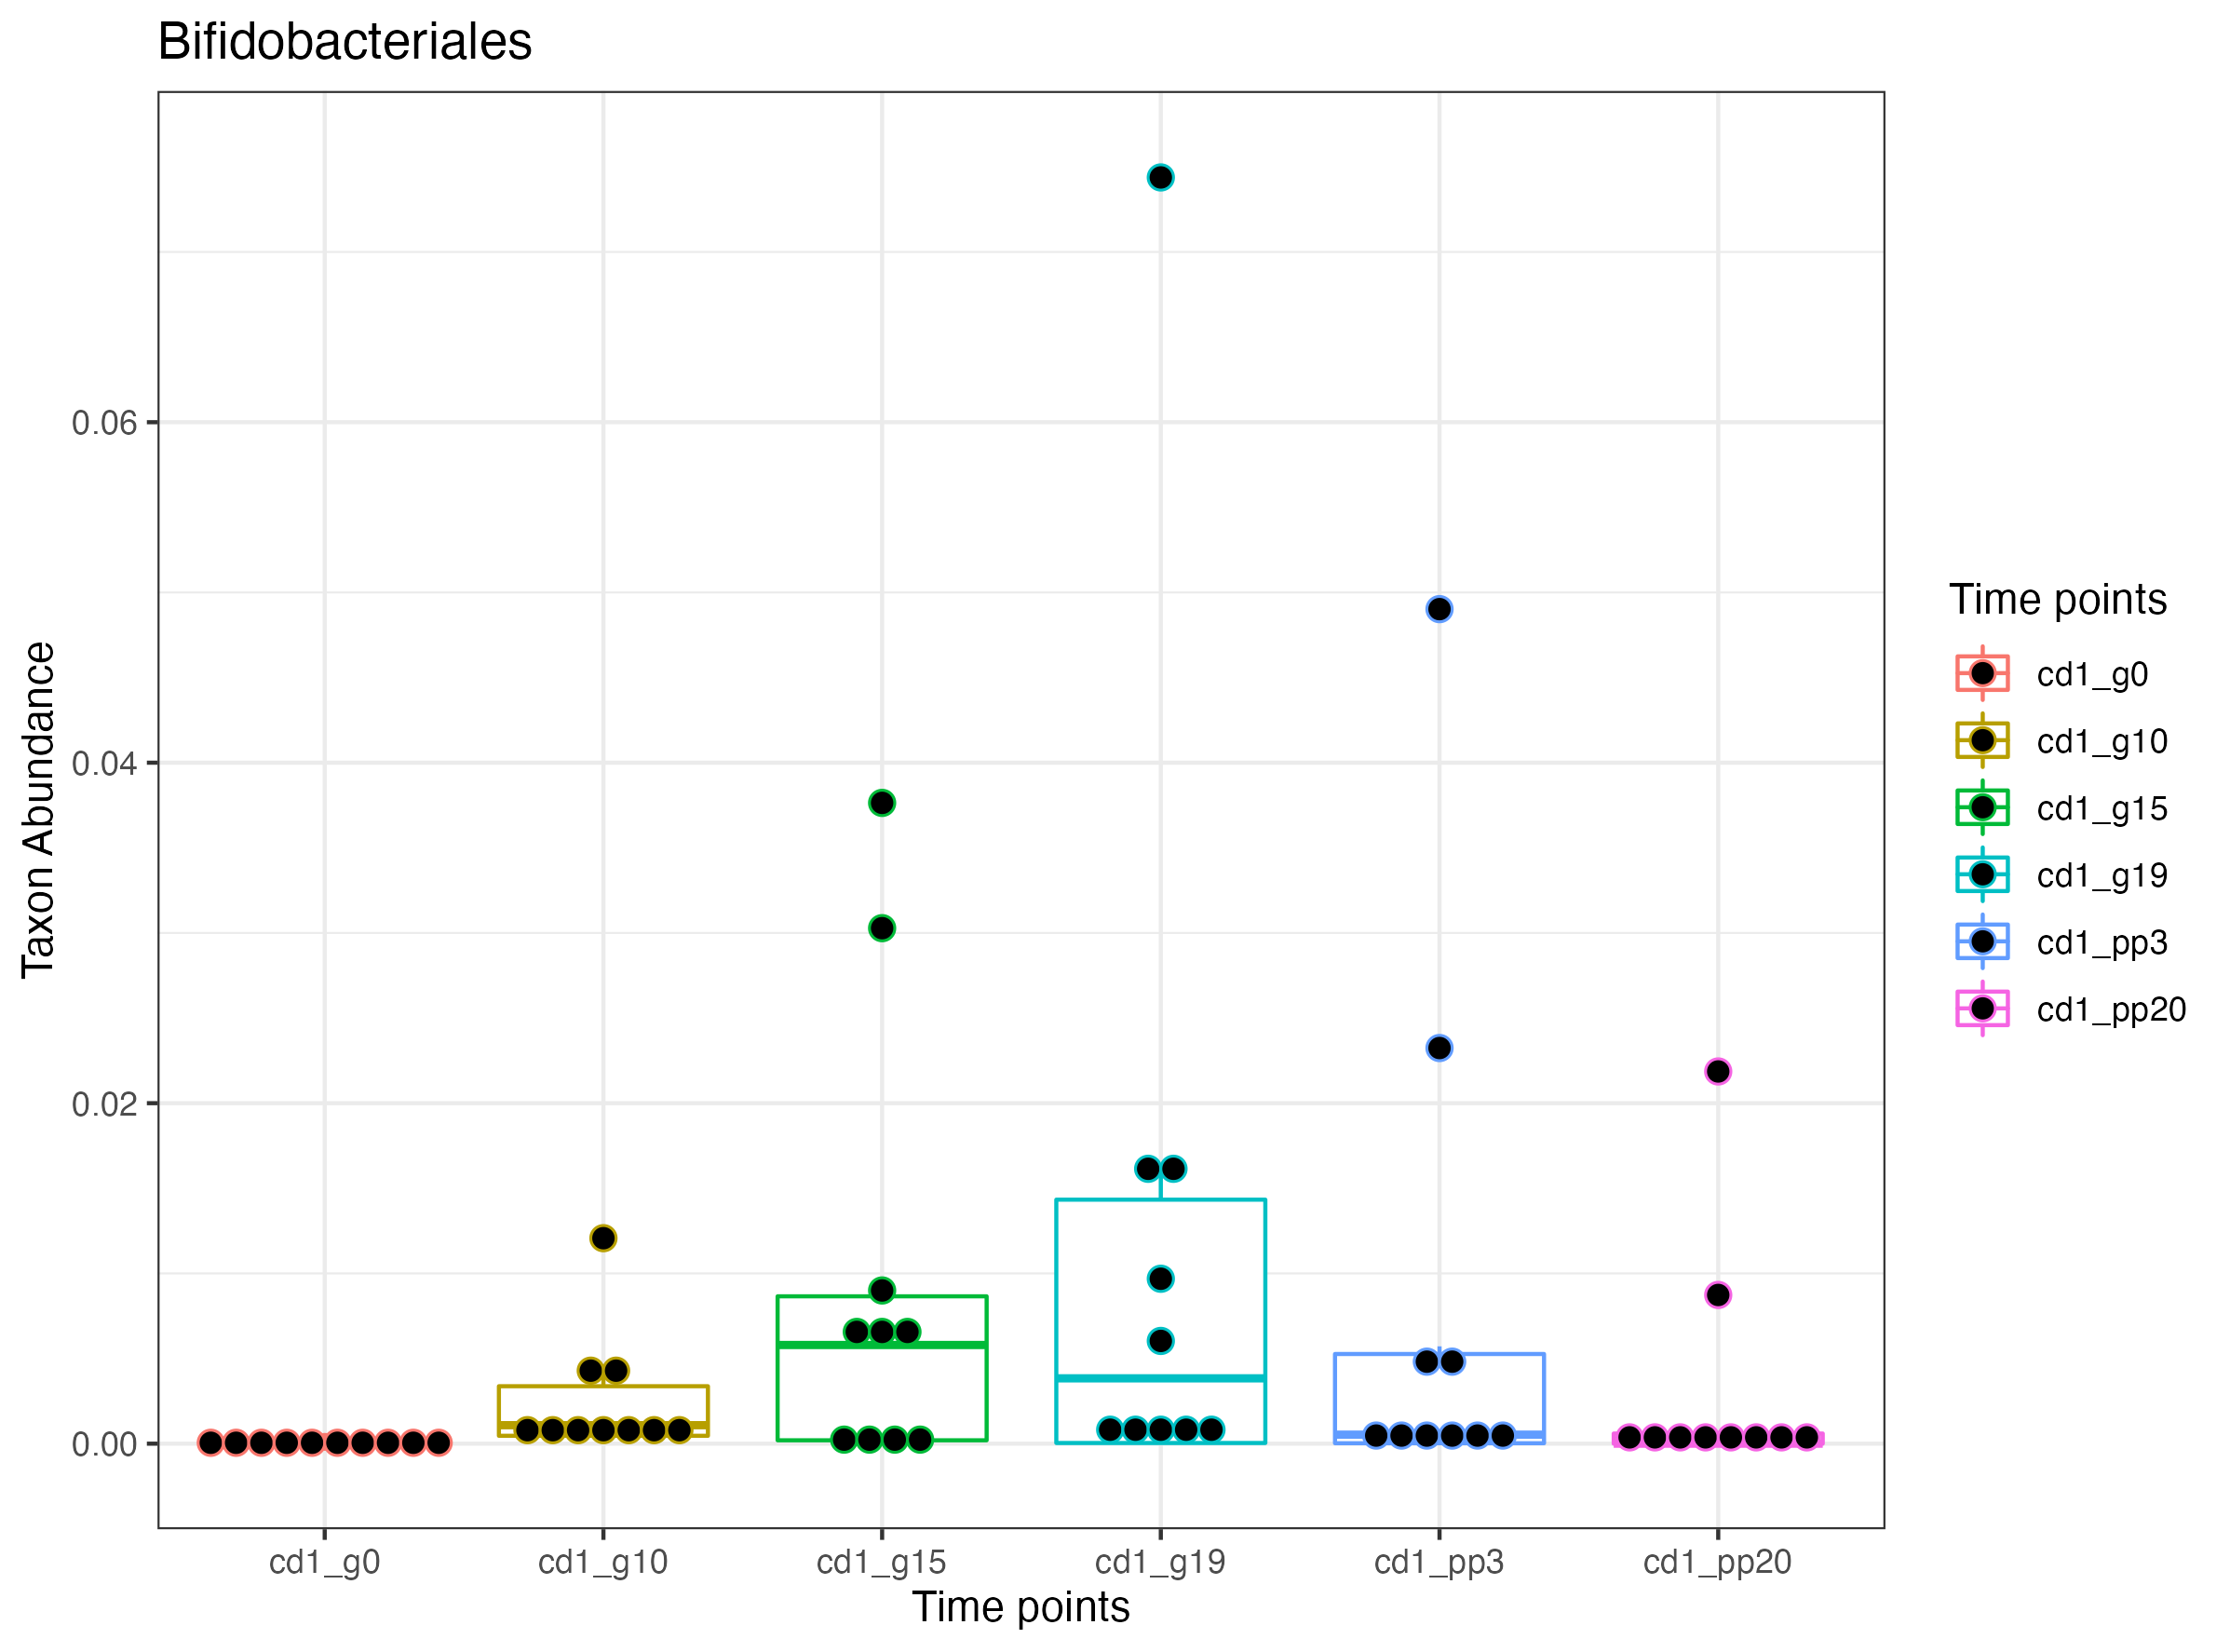 Bifidobacteriales
Taxon Abundance
0.06
0.04
0.02
0.00
cd1_g0
cd1_g10
cd1_g15
cd1_g19
cd1_pp3
cd1_pp20
Time points
Time points
cd1_g0
cd1_g10
cd1_g15
cd1_g19
cd1_pp3
cd1_pp20